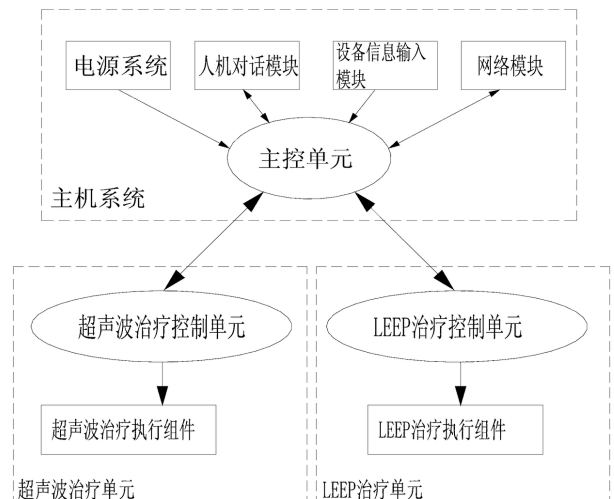 电源系统
人机对话模块
设备信息输入
模块
网络模块
主控单元
主机系统
超声波治疗控制单元
LEEP治疗控制单元
超声波治疗执行组件
LEEP治疗执行组件
超声波治疗单元
LEEP治疗单元